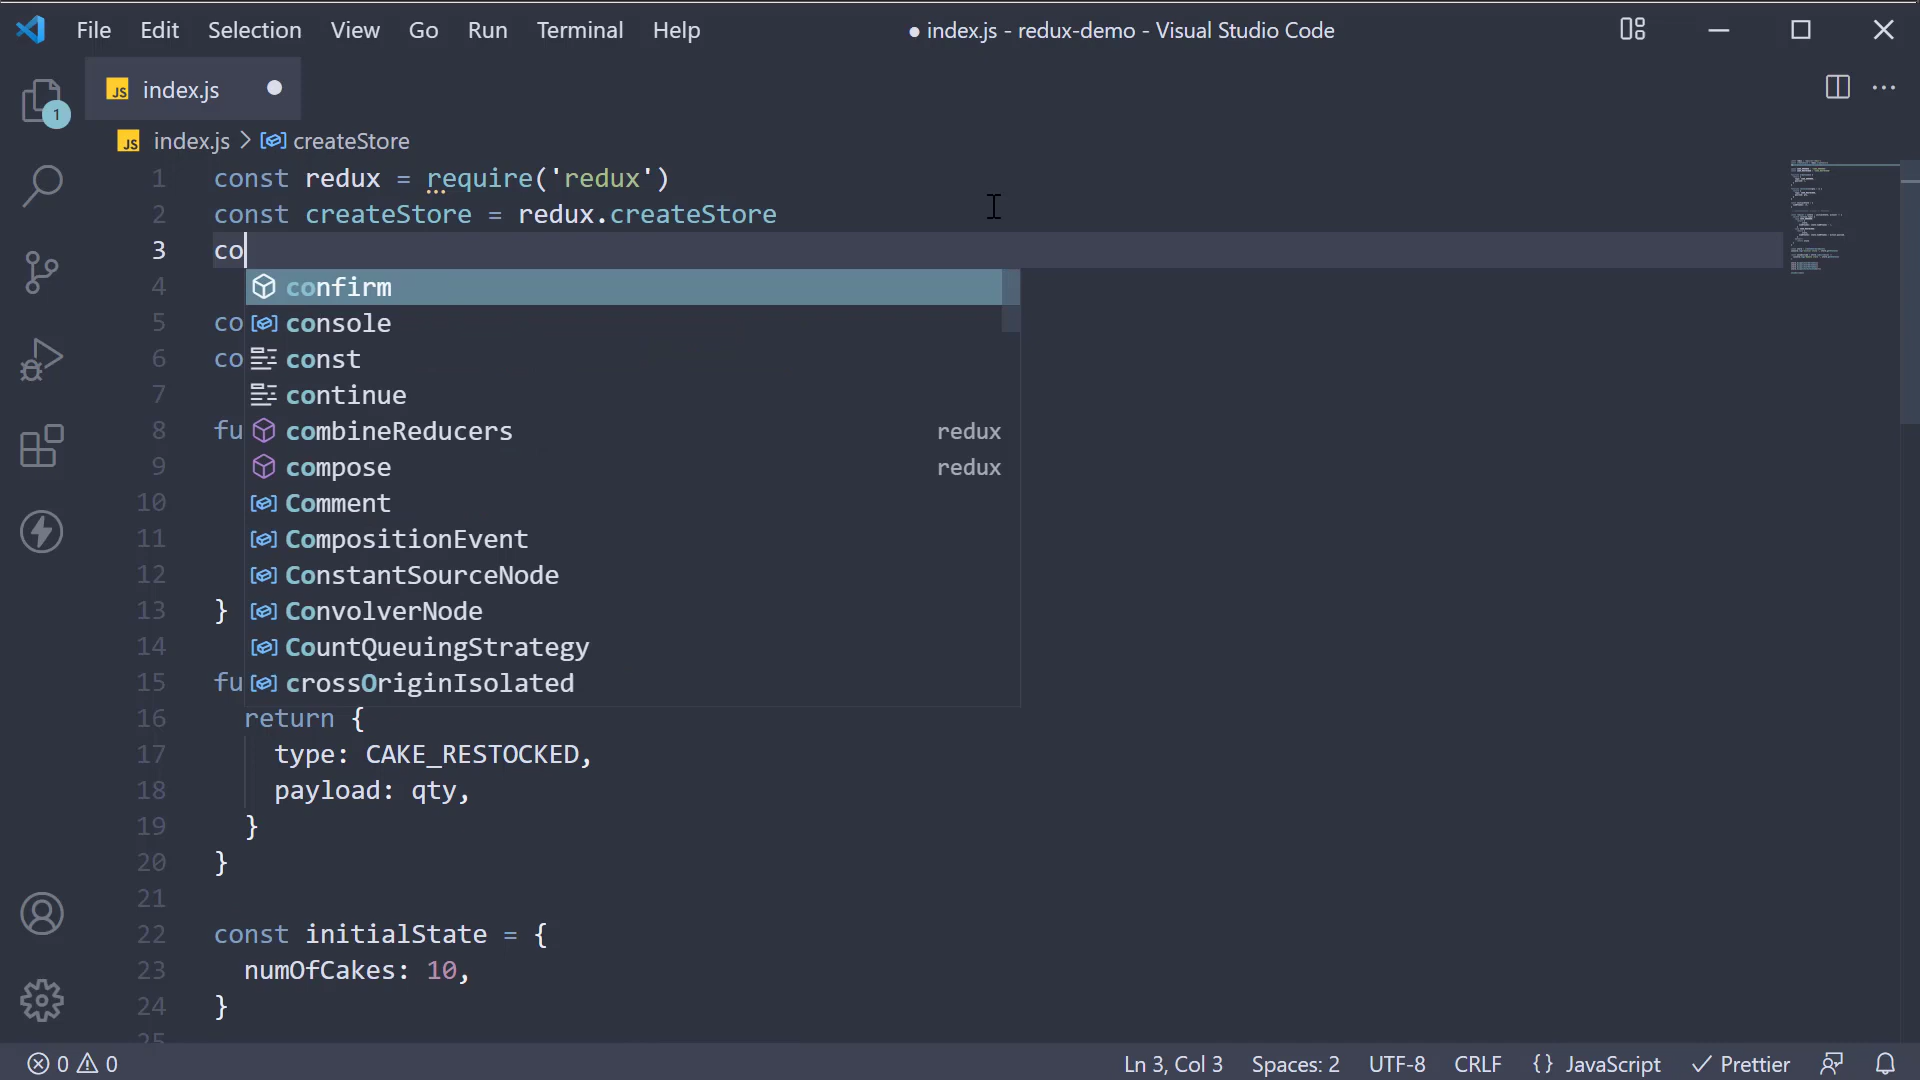 File Edit Selection View Go Run Terminal Help
● index.js - redux-demo - Visual Studio Code
1
JS index.js
JS index.js > createStore
1 const redux = require('redux')
2 const createStore = redux.createStore
3 co
4 confirm
5 co console
6 co const
7 continue
8 fu combineReducers redux
9 compose redux
10 Comment
11 CompositionEvent
12 ConstantSourceNode
13 } ConvolverNode
14 CountQueuingStrategy
15 fu crossOriginIsolated
16 return {
17 type: CAKE_RESTOCKED,
18 payload: qty,
19 }
20 }
21
22 const initialState = {
23 numOfCakes: 10,
24 }
25
0 0 Ln 3, Col 3 Spaces: 2 UTF-8 CRLF {} JavaScript ✓ Prettier